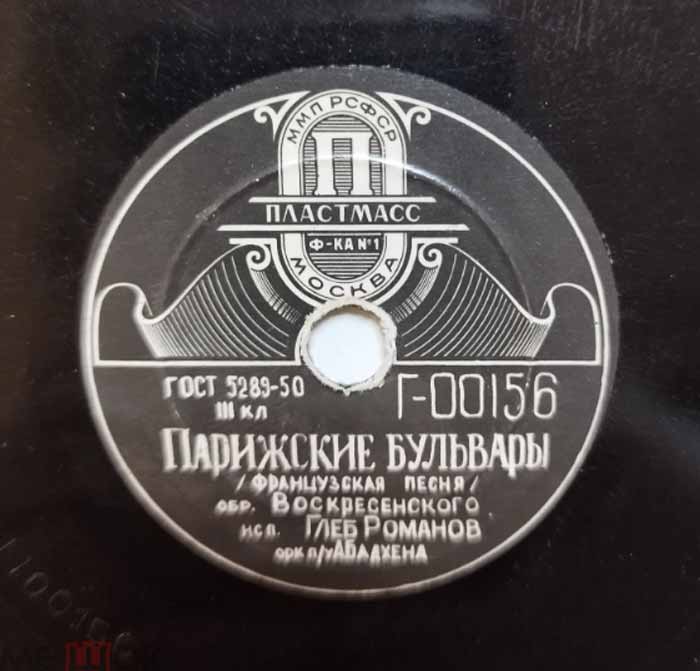 ММП РСФСР
П
ПЛАСТМАСС
Ф-КА №1
МОСКВА
ГОСТ 5289-50
III КЛ
Г-00156
ПАРИЖСКИЕ БУЛЬВАРЫ
/ФРАНЦУЗСКАЯ ПЕСНЯ/
ОБР. ВОСКРЕСЕНСКОГО
ИСП. ГЛЕБ РОМАНОВ
ОРК П/У